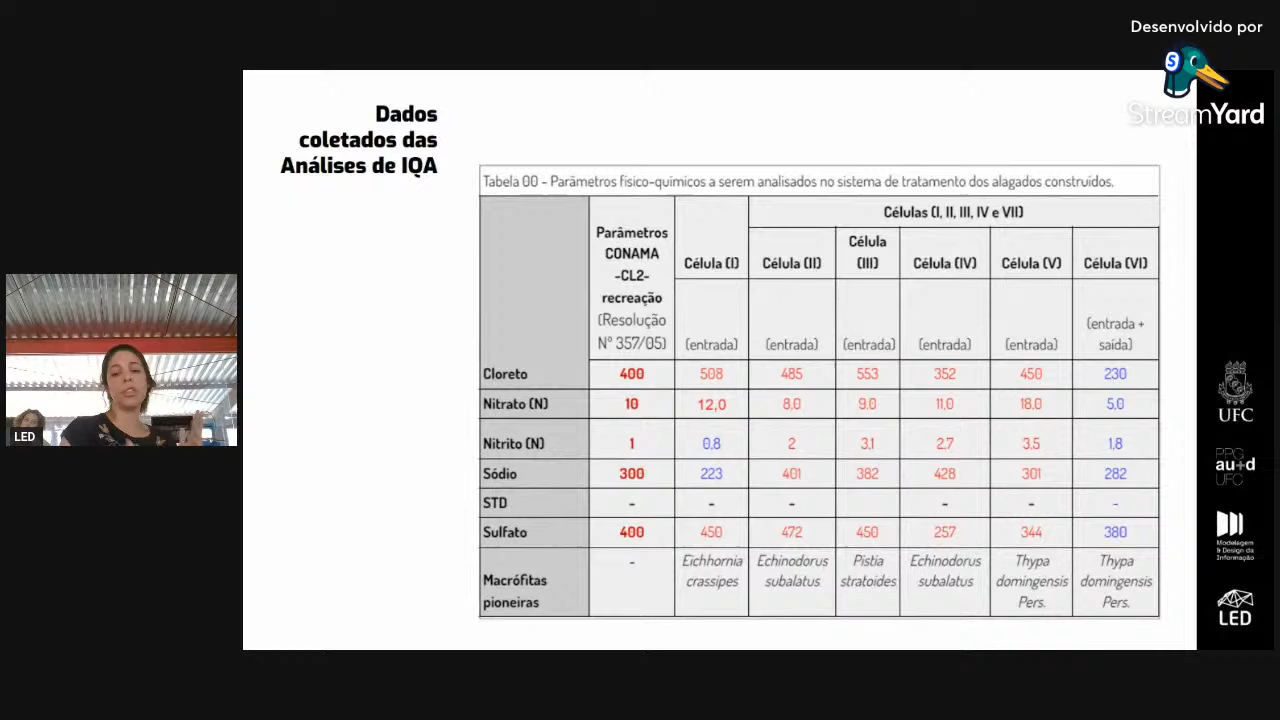 Desenvolvido por
StreamYard
Dados
coletados das
Análises de IQA
Tabela 00 - Parâmetros físico-químicos a serem analisados no sistema de tratamento dos alagados construídos.
Parâmetros
CONAMA
-CL2-
recreação
(Resolução
Nº 357/05)
Célula (I)
(entrada)
Células (I, II, III, IV e VII)
Célula (II)
Célula
(III)
Célula (IV)
Célula (V)
Célula (VI)
(entrada)
(entrada)
(entrada)
(entrada)
(entrada +
saída)
Cloreto 400 508 485 553 352 450 230
Nitrato (N) 10 12,0 8,0 9,0 11,0 18,0 5,0
Nitrito (N) 1 0,8 2 3,1 2,7 3,5 1,8
Sódio 300 223 401 382 428 301 282
STD - - - - - -
Sulfato 400 450 472 450 257 344 380
Macrófitas
pioneiras
-
Eichhornia
crassipes
Echinodorus
subalatus
Pistia
stratoides
Echinodorus
subalatus
Thypa
domingensis
Pers.
Thypa
domingensis
Pers.
LED
UFC
PPG
au+d
UFC
Modelagem
& Design da
Informação
LED